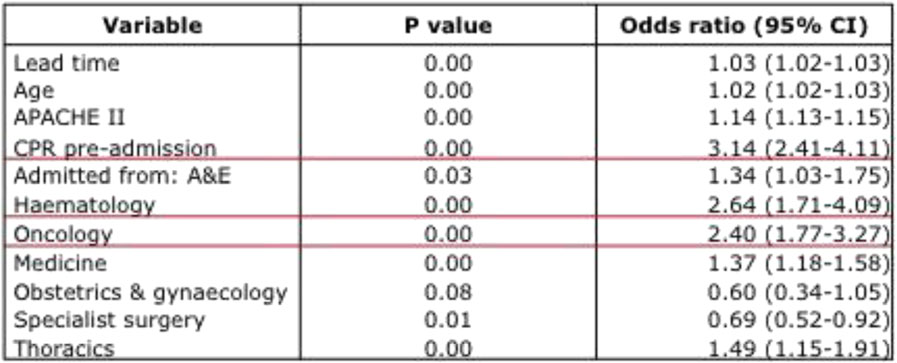 Variable P value Odds ratio (95% CI)
Lead time 0.00 1.03 (1.02-1.03)
Age 0.00 1.02 (1.02-1.03)
APACHE II 0.00 1.14 (1.13-1.15)
CPR pre-admission 0.00 3.14 (2.41-4.11)
Admitted from: A&E 0.03 1.34 (1.03-1.75)
Haematology 0.00 2.64 (1.71-4.09)
Oncology 0.00 2.40 (1.77-3.27)
Medicine 0.00 1.37 (1.18-1.58)
Obstetrics & gynaecology 0.08 0.60 (0.34-1.05)
Specialist surgery 0.01 0.69 (0.52-0.92)
Thoracics 0.00 1.49 (1.15-1.91)